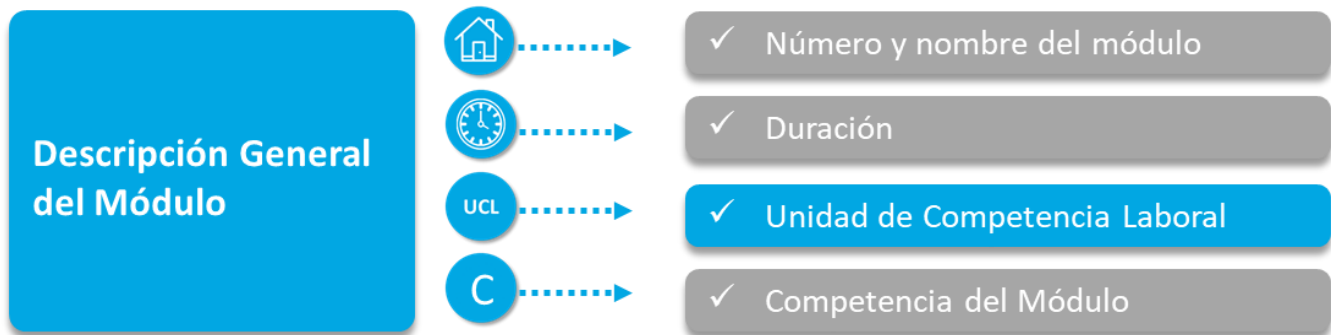 Descripción General
del Módulo
✓ Número y nombre del módulo
✓ Duración
UCL
✓ Unidad de Competencia Laboral
C
✓ Competencia del Módulo